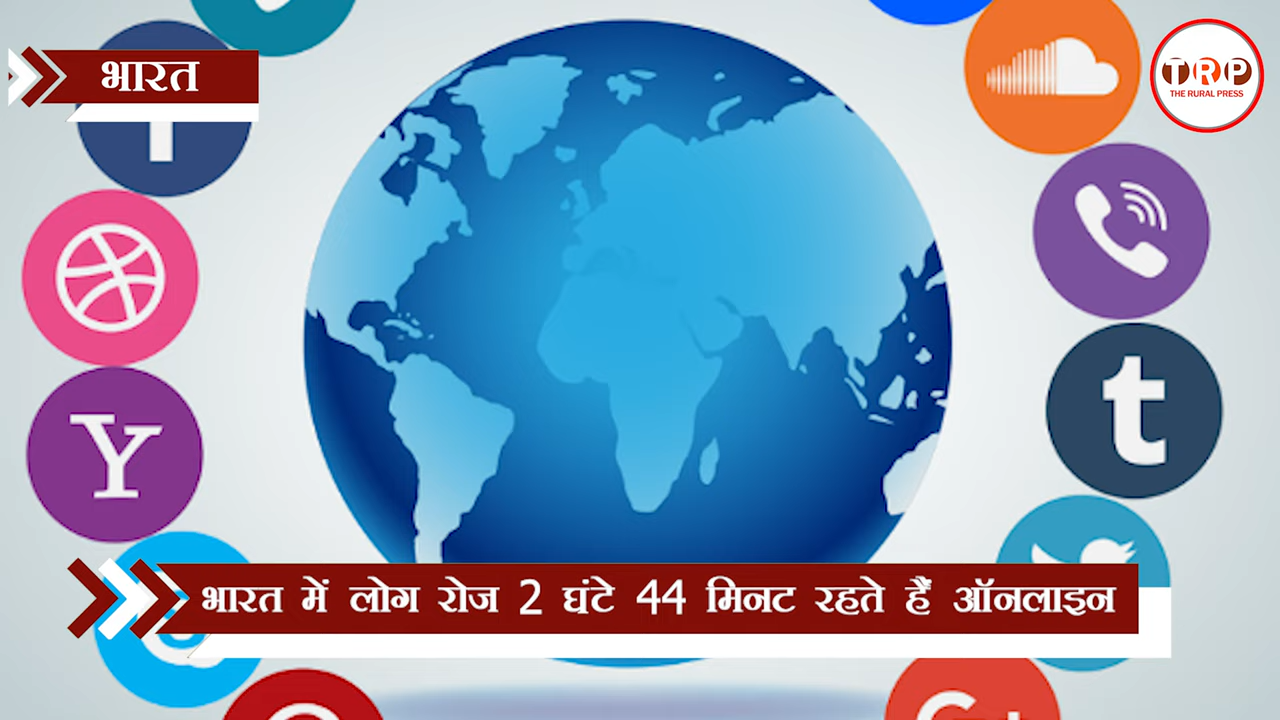 भारत
TRP
THE RURAL PRESS
Y
t
भारत में लोग रोज 2 घंटे 44 मिनट रहते हैं ऑनलाइन